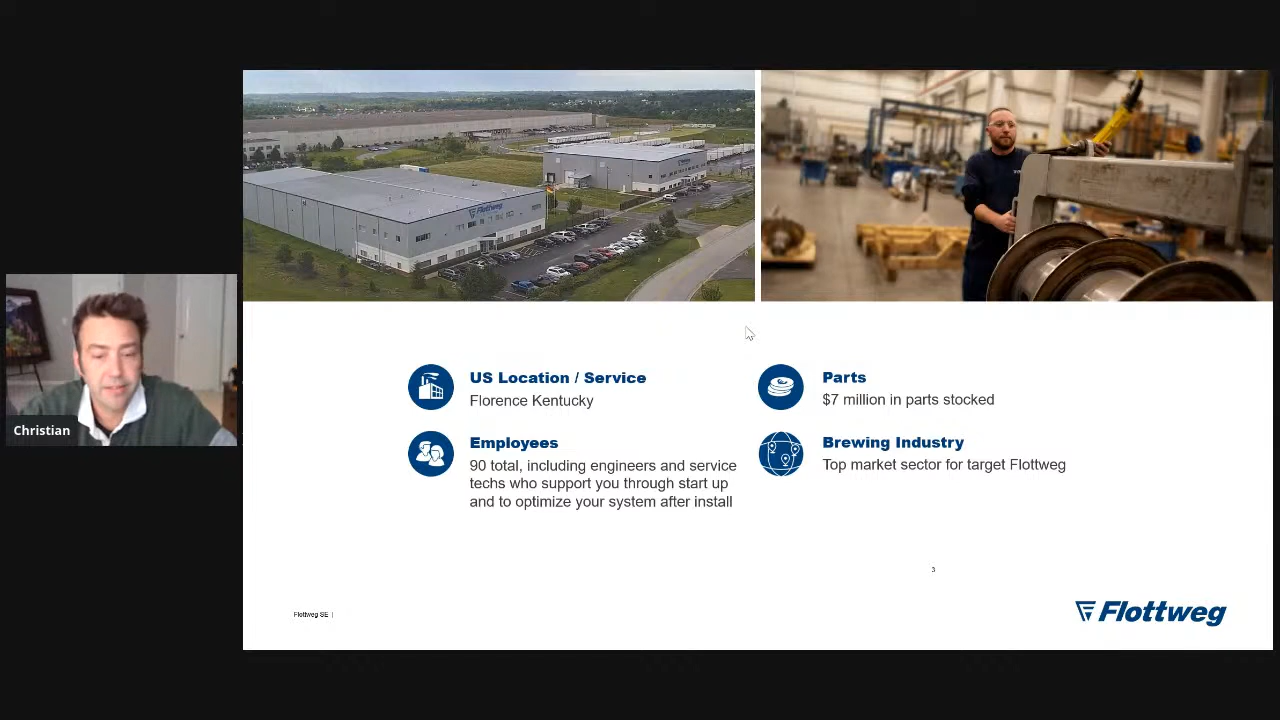 Flottweg
Christian
US Location / Service
Florence Kentucky
Employees
90 total, including engineers and service
techs who support you through start up
and to optimize your system after install
Parts
$7 million in parts stocked
Brewing Industry
Top market sector for target Flottweg
3
Flottweg SE |
Flottweg